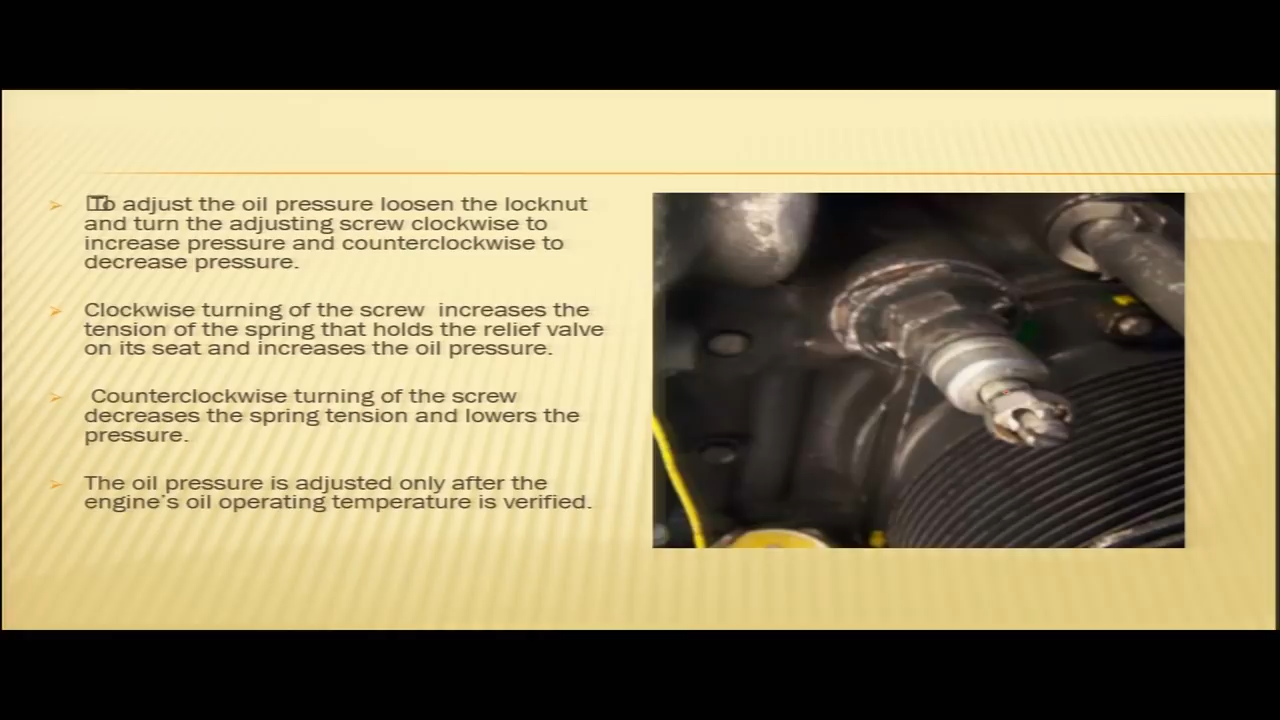 To adjust the oil pressure loosen the locknut
and turn the adjusting screw clockwise to
increase pressure and counterclockwise to
decrease pressure.
Clockwise turning of the screw increases the
tension of the spring that holds the relief valve
on its seat and increases the oil pressure.
Counterclockwise turning of the screw
decreases the spring tension and lowers the
pressure.
The oil pressure is adjusted only after the
engine's oil operating temperature is verified.